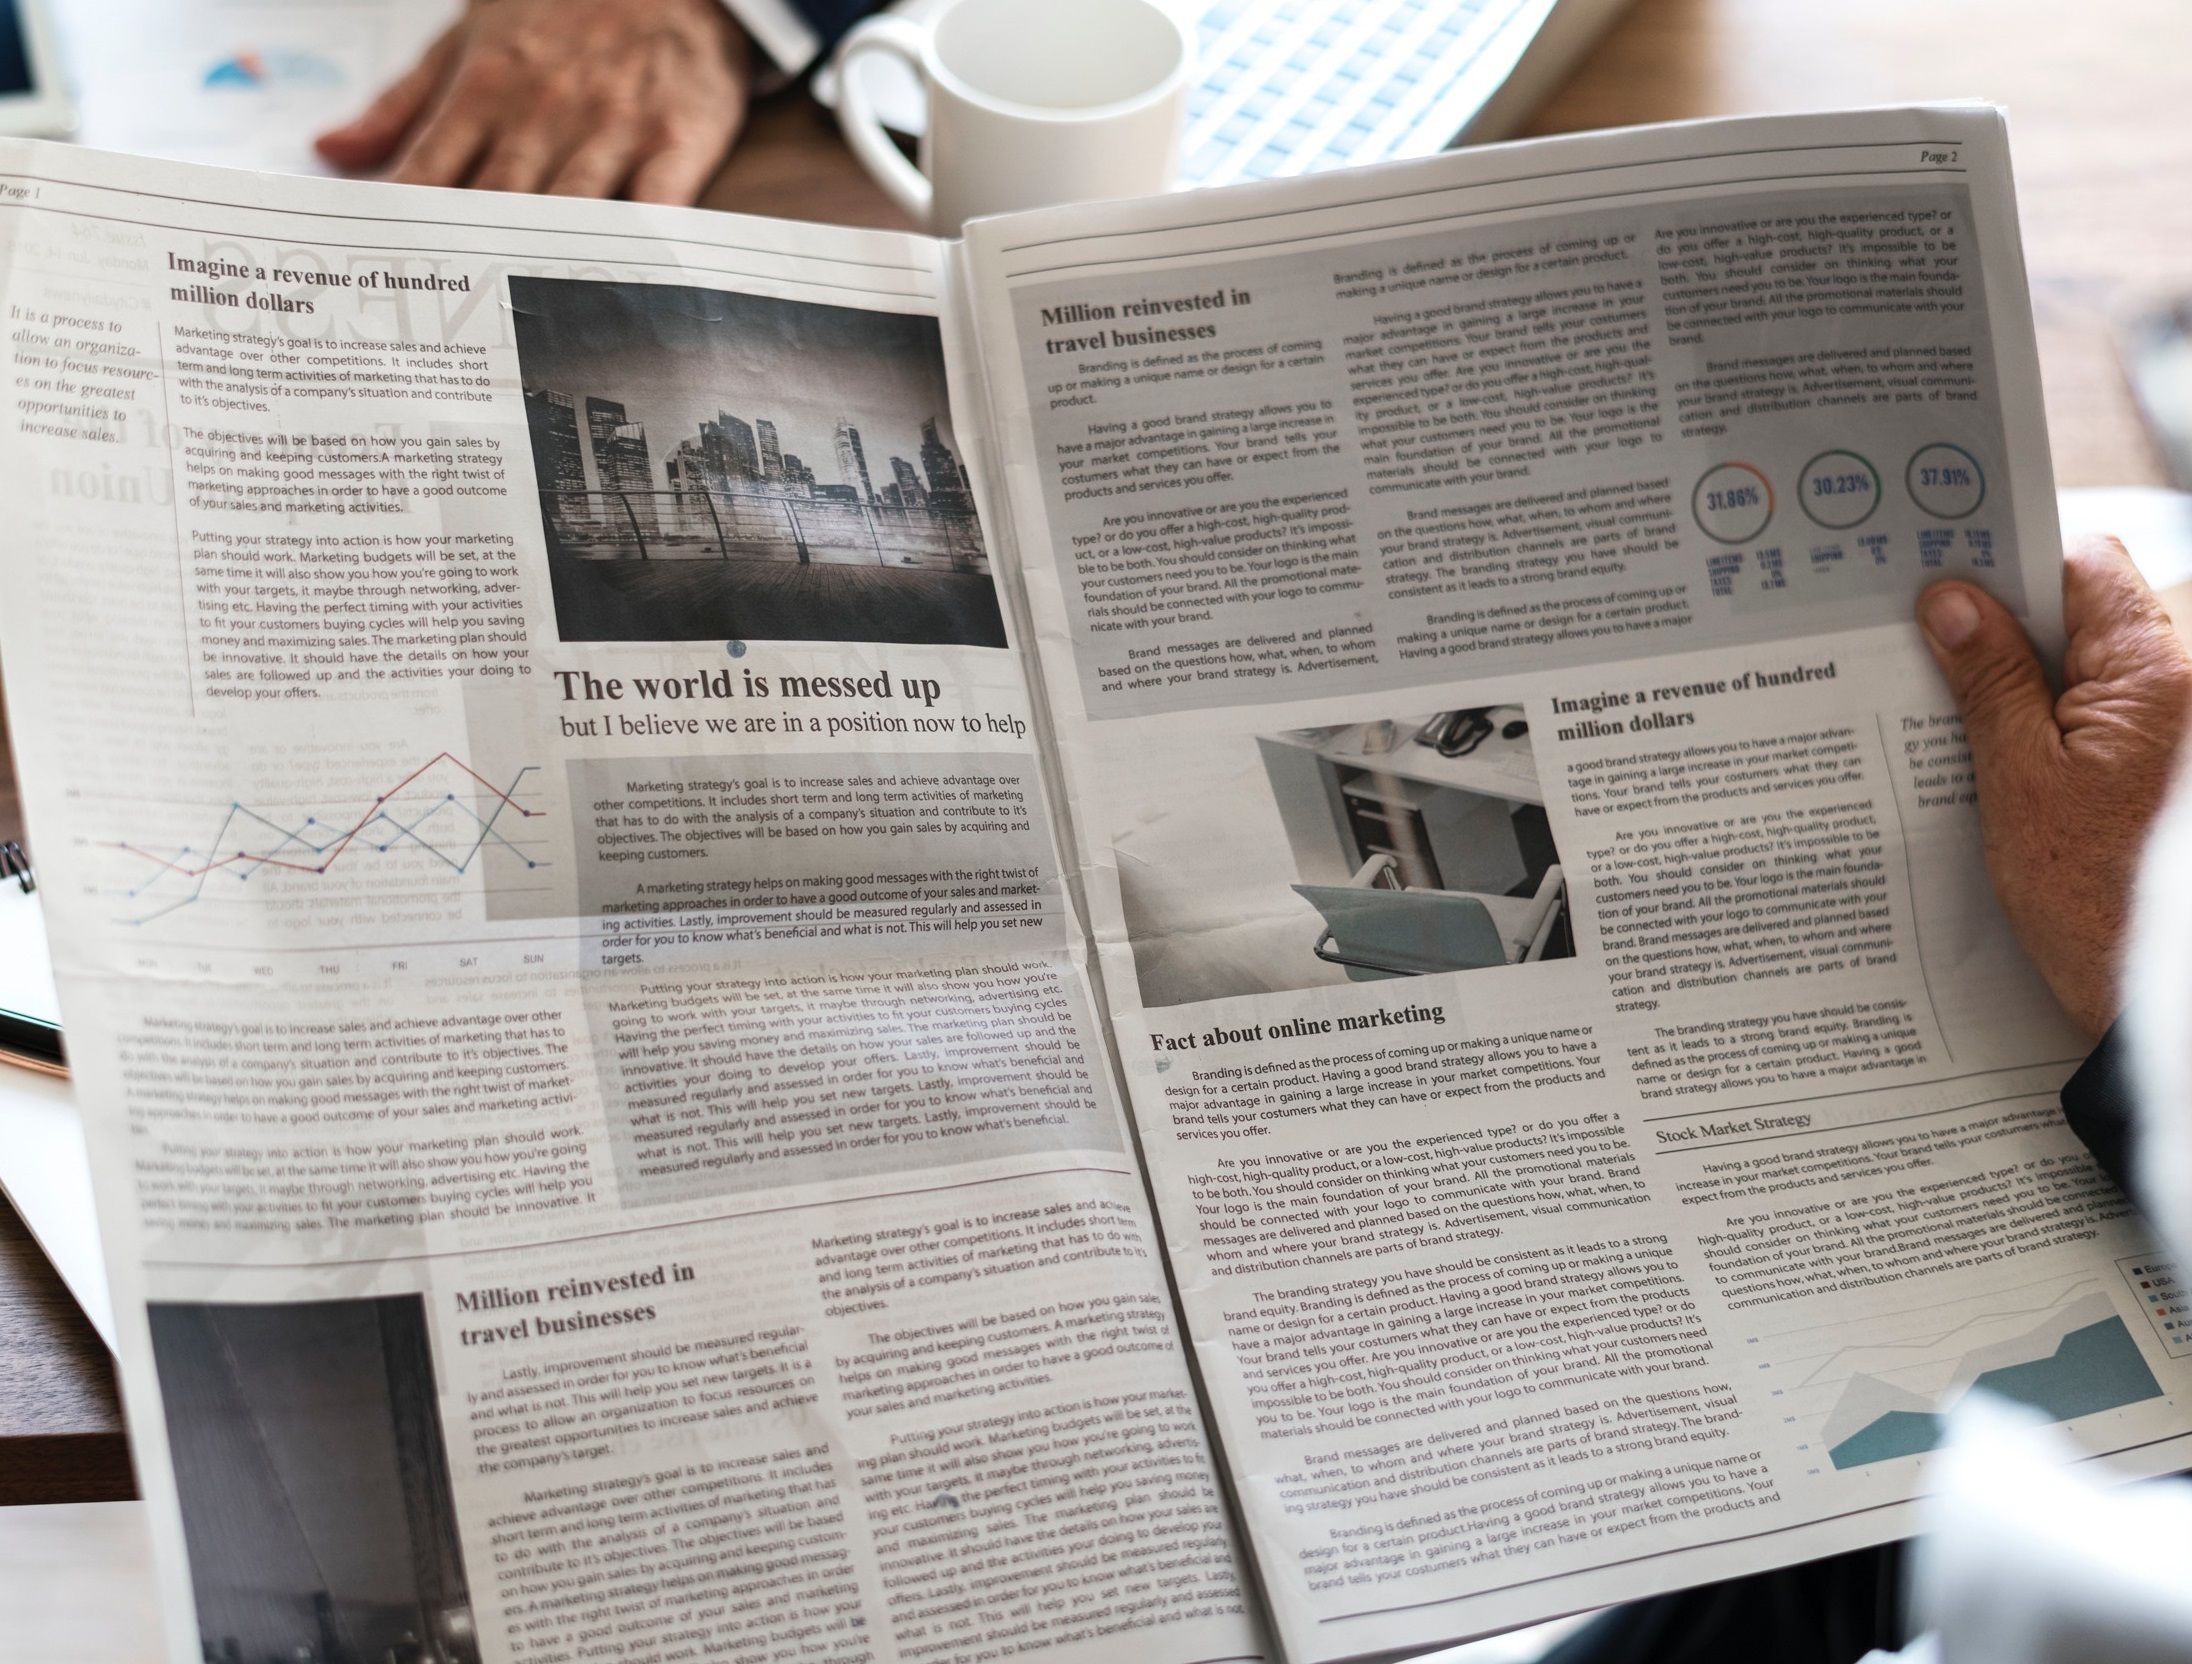 Page 1
It is a process to
allow an organiza-
tion to focus resourc-
es on the greatest
opportunities to
increase sales.
Imagine a revenue of hundred
million dollars
Marketing strategy's goal is to increase sales and achieve
advantage over other competitions. It includes short
term and long term activities of marketing that has to do
with the analysis of a company's situation and contribute
to it's objectives.
The objectives will be based on how you gain sales by
acquiring and keeping customers.A marketing strategy
helps on making good messages with the right twist of
marketing approaches in order to have a good outcome
of your sales and marketing activities.
Putting your strategy into action is how your marketing
plan should work. Marketing budgets will be set, at the
same time it will also show you how you're going to work
with your targets, it maybe through networking, adver-
tising etc. Having the perfect timing with your activities
to fit your customers buying cycles will help you saving
money and maximizing sales. The marketing plan should
be innovative. It should have the details on how your
sales are followed up and the activities your doing to
develop your offers.
WED THU FRI SAT SUN
Marketing strategy's goal is to increase sales and achieve advantage over other
competitions. It includes short term and long term activities of marketing that has to
do with the analysis of a company's situation and contribute to it's objectives. The
objectives will be based on how you gain sales by acquiring and keeping customers.
A marketing strategy helps on making good messages with the right twist of market-
ing approaches in order to have a good outcome of your sales and marketing activi-
Putting your strategy into action is how your marketing plan should work.
Marketing budgets will be set, at the same time it will also show you how you're going
to work with your targets, it maybe through networking, advertising etc. Having the
perfect timing with your activities to fit your customers buying cycles will help you
saving money and maximizing sales. The marketing plan should be innovative. It
The world is messed up
but I believe we are in a position now to help
Marketing strategy's goal is to increase sales and achieve advantage over
other competitions. It includes short term and long term activities of marketing
that has to do with the analysis of a company's situation and contribute to it's
objectives. The objectives will be based on how you gain sales by acquiring and
keeping customers.
A marketing strategy helps on making good messages with the right twist of
marketing approaches in order to have a good outcome of your sales and market-
ing activities. Lastly, improvement should be measured regularly and assessed in
order for you to know what's beneficial and what is not. This will help you set new
targets.
Putting your strategy into action is how your marketing plan should work.
Marketing budgets will be set, at the same time it will also show you how you're
going to work with your targets, it maybe through networking, advertising etc.
Having the perfect timing with your activities to fit your customers buying cycles
will help you saving money and maximizing sales. The marketing plan should be
innovative. It should have the details on how your sales are followed up and the
activities your doing to develop your offers. Lastly, improvement should be
measured regularly and assessed in order for you to know what's beneficial and
what is not. This will help you set new targets. Lastly, improvement should be
measured regularly and assessed in order for you to know what's beneficial and
what is not. This will help you set new targets. Lastly, improvement should be
measured regularly and assessed in order for you to know what's beneficial.
Million reinvested in
travel businesses
Lastly, improvement should be measured regular-
ly and assessed in order for you to know what's beneficial
and what is not. This will help you set new targets. It is a
process to allow an organization to focus resources on
the greatest opportunities to increase sales and achieve
the company's target.
Marketing strategy's goal is to increase sales and
achieve advantage over other competitions. It includes
short term and long term activities of marketing that has
to do with the analysis of a company's situation and
contribute to it's objectives. The objectives will be based
on how you gain sales by acquiring and keeping custom-
ers. A marketing strategy helps on making good messag-
es with the right twist of marketing approaches in order
to have a good outcome of your sales and marketing
activities. Putting your strategy into action is how your
should work. Marketing budgets will be
show you how you're
through
Marketing strategy's goal is to increase sales and achieve
advantage over other competitions. It includes short term
and long term activities of marketing that has to do with
the analysis of a company's situation and contribute to it's
objectives.
The objectives will be based on how you gain sales
by acquiring and keeping customers. A marketing strategy
helps on making good messages with the right twist of
marketing approaches in order to have a good outcome of
your sales and marketing activities.
Putting your strategy into action is how your market-
ing plan should work. Marketing budgets will be set, at the
same time it will also show you how you're going to work
with your targets, it maybe through networking, adverti-
ing etc. Having the perfect timing with your activities to fit
your customers buying cycles will help you saving money
and maximizing sales. The marketing plan should be
innovative. It should have the details on how your sales are
followed up and the activities your doing to develop your
offers. Lastly, improvement should be measured regularly
and assessed in order for you to know what's beneficial and
what is not. This will help you set new targets. Lastly,
improvement should be measured regularly and assessed
for you to know what's beneficial and what is not.
Page 2
Million reinvested in
travel businesses
Branding is defined as the process of coming
up or making a unique name or design for a certain
product.
Having a good brand strategy allows you to
have a major advantage in gaining a large increase in
your market competitions. Your brand tells your
costumers what they can have or expect from the
products and services you offer.
Are you innovative or are you the experienced
type? or do you offer a high-cost, high-quality prod-
uct, or a low-cost, high-value products? It's impossi-
ble to be both. You should consider on thinking what
your customers need you to be. Your logo is the main
foundation of your brand. All the promotional mate-
rials should be connected with your logo to commu-
nicate with your brand.
Brand messages are delivered and planned
based on the questions how, what, when, to whom
and where your brand strategy is. Advertisement,
Branding is defined as the process of coming up or
making a unique name or design for a certain product.
Having a good brand strategy allows you to have a
major advantage in gaining a large increase in your
market competitions. Your brand tells your costumers
what they can have or expect from the products and
services you offer. Are you innovative or are you the
experienced type? or do you offer a high-cost, high-qual-
ity product, or a low-cost, high-value products? It's
impossible to be both. You should consider on thinking
what your customers need you to be. Your logo is the
main foundation of your brand. All the promotional
materials should be connected with your logo to
communicate with your brand.
Brand messages are delivered and planned based
on the questions how, what, when, to whom and where
your brand strategy is. Advertisement, visual communi-
cation and distribution channels are parts of brand
strategy. The branding strategy you have should be
consistent as it leads to a strong brand equity.
Branding is defined as the process of coming up or
making a unique name or design for a certain product.
Having a good brand strategy allows you to have a major
Are you innovative or are you the experienced type? or
do you offer a high-cost, high-quality product, or a
low-cost, high-value products? It's impossible to be
both. You should consider on thinking what your
customers need you to be. Your logo is the main founda-
tion of your brand. All the promotional materials should
be connected with your logo to communicate with your
brand.
Brand messages are delivered and planned based
on the questions how, what, when, to whom and where
your brand strategy is. Advertisement, visual communi-
cation and distribution channels are parts of brand
strategy.
31.86% 30.23% 37.91%
Fact about online marketing
Branding is defined as the process of coming up or making a unique name or
design for a certain product. Having a good brand strategy allows you to have a
major advantage in gaining a large increase in your market competitions. Your
brand tells your costumers what they can have or expect from the products and
services you offer.
Are you innovative or are you the experienced type? or do you offer a
high-cost, high-quality product, or a low-cost, high-value products? It's impossible
to be both. You should consider on thinking what your customers need you to be.
Your logo is the main foundation of your brand. All the promotional materials
should be connected with your logo to communicate with your brand. Brand
messages are delivered and planned based on the questions how, what, when, to
whom and where your brand strategy is. Advertisement, visual communication
and distribution channels are parts of brand strategy.
The branding strategy you have should be consistent as it leads to a strong
brand equity. Branding is defined as the process of coming up or making a unique
name or design for a certain product. Having a good brand strategy allows you to
have a major advantage in gaining a large increase in your market competitions.
Your brand tells your costumers what they can have or expect from the products
and services you offer. Are you innovative or are you the experienced type? or do
you offer a high-cost, high-quality product, or a low-cost, high-value products? It's
impossible to be both. You should consider on thinking what your customers need
you to be. Your logo is the main foundation of your brand. All the promotional
materials should be connected with your logo to communicate with your brand.
Brand messages are delivered and planned based on the questions how,
what, when, to whom and where your brand strategy is. Advertisement, visual
communication and distribution channels are parts of brand strategy. The brand-
ing strategy you have should be consistent as it leads to a strong brand equity.
Branding is defined as the process of coming up or making a unique name or
design for a certain product.Having a good brand strategy allows you to have a
major advantage in gaining a large increase in your market competitions. Your
brand tells your costumers what they can have or expect from the products and
Imagine a revenue of hundred
million dollars
a good brand strategy allows you to have a major advan-
tage in gaining a large increase in your market competi-
tions. Your brand tells your costumers what they can
have or expect from the products and services you offer.
Are you innovative or are you the experienced
type? or do you offer a high-cost, high-quality product,
or a low-cost, high-value products? It's impossible to be
both. You should consider on thinking what your
customers need you to be. Your logo is the main founda-
tion of your brand. All the promotional materials should
be connected with your logo to communicate with your
brand. Brand messages are delivered and planned based
on the questions how, what, when, to whom and where
your brand strategy is. Advertisement, visual communi-
cation and distribution channels are parts of brand
strategy.
The branding strategy you should have be consis-
tent as it leads to a strong brand equity. Branding is
defined as the process of coming up or making a unique
name or design for a certain product. Having a good
brand strategy allows you to have a major advantage in
The bran
gy you ha
be consist
leads to a
brand eq
Stock Market Strategy
Having a good brand strategy allows you to have a major advantage
increase in your market competitions. Your brand tells your costumers what
expect from the products and services you offer.
Are you innovative or are you the experienced type? or do you
high-quality product, or a low-cost, high-value products? It's impossible
should consider on thinking what your customers need you to be. Your
foundation of your brand. All the promotional materials should be connected
to communicate with your brand.Brand messages are delivered and planned
questions how, what, when, to whom and where your brand strategy is.
communication and distribution channels are parts of brand strategy.
USA